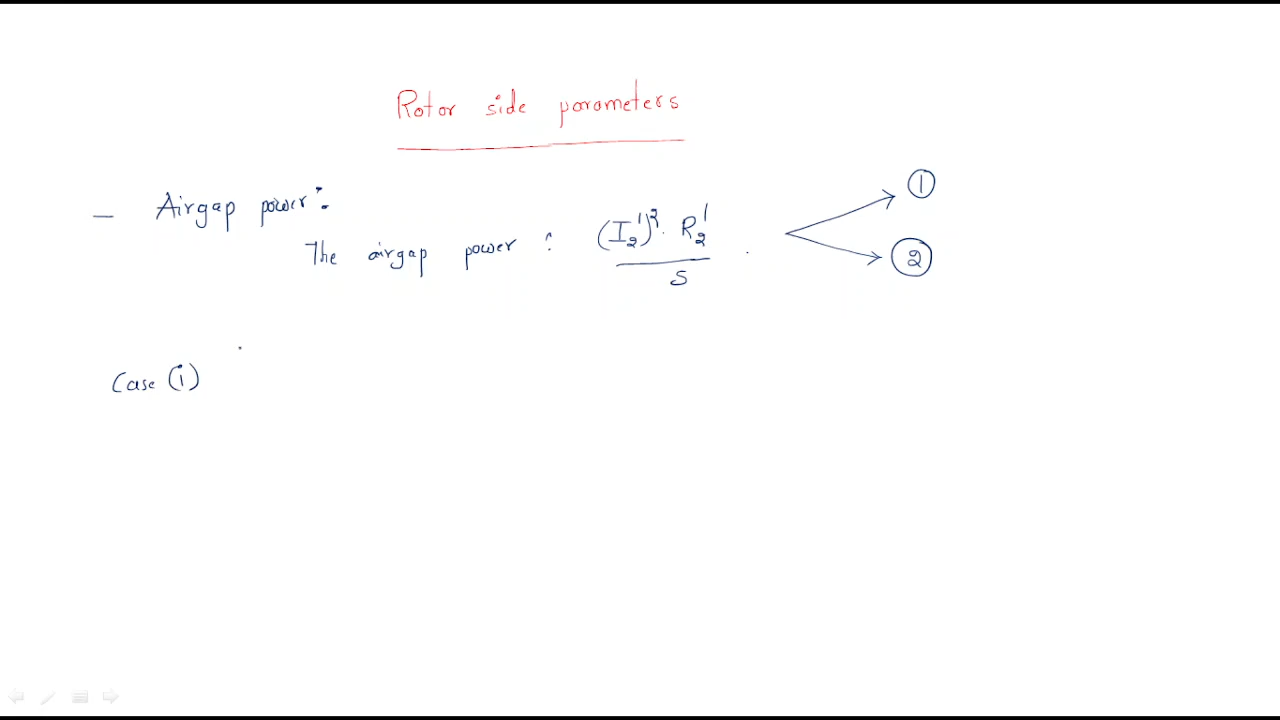 Rotor side parameters
- Airgap power:
The airgap power : (I₂')². R₂' / S
①
②
Case (i)